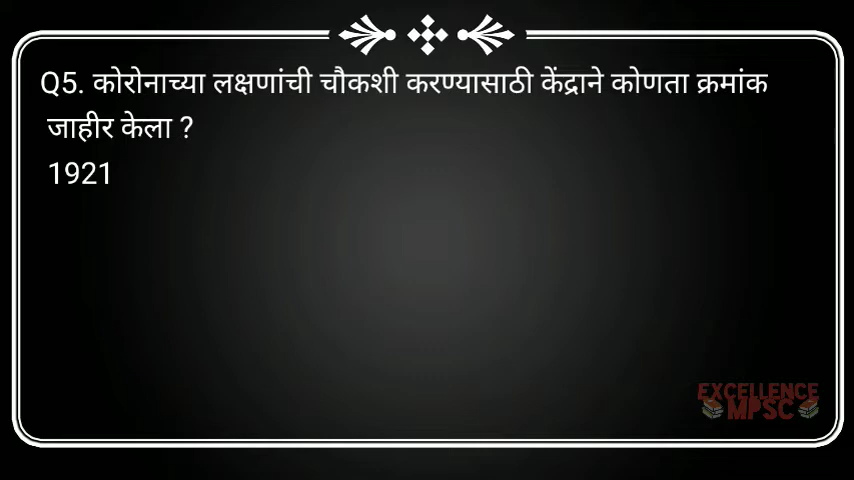 Q5. कोरोनाच्या लक्षणांची चौकशी करण्यासाठी केंद्राने कोणता क्रमांक
जाहीर केला ?
1921
EXCELLENCE
MPSC